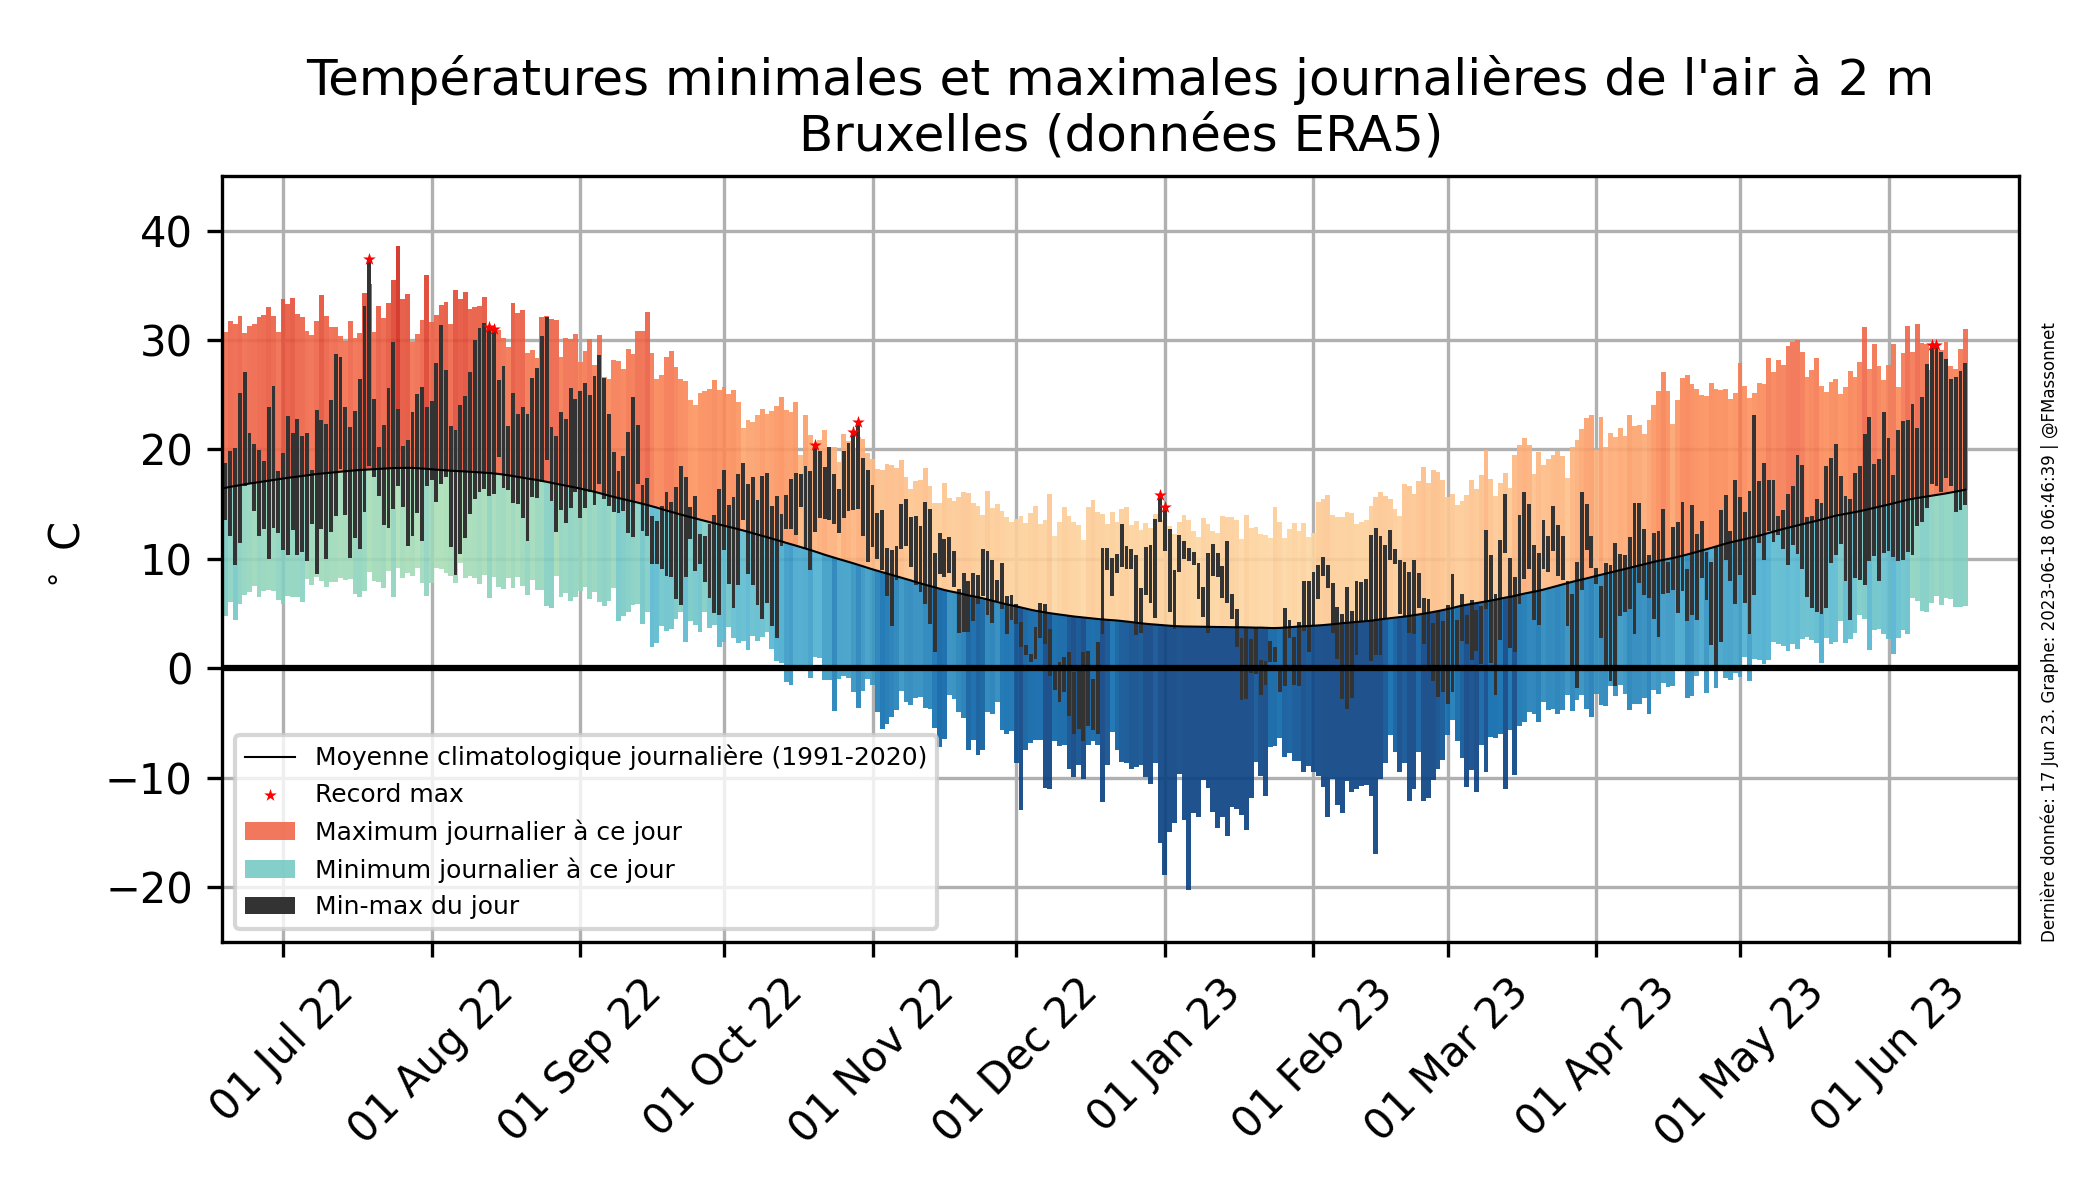 Températures minimales et maximales journalières de l'air à 2 m
Bruxelles (données ERA5)
° C
40
30
20
10
0
−10
−20
Moyenne climatologique journalière (1991-2020)
Record max
Maximum journalier à ce jour
Minimum journalier à ce jour
Min-max du jour
01 Jul 22
01 Aug 22
01 Sep 22
01 Oct 22
01 Nov 22
01 Dec 22
01 Jan 23
01 Feb 23
01 Mar 23
01 Apr 23
01 May 23
01 Jun 23
Dernière donnée: 17 Jun 23. Graphe: 2023-06-18 06:46:39 | @FMassonnet